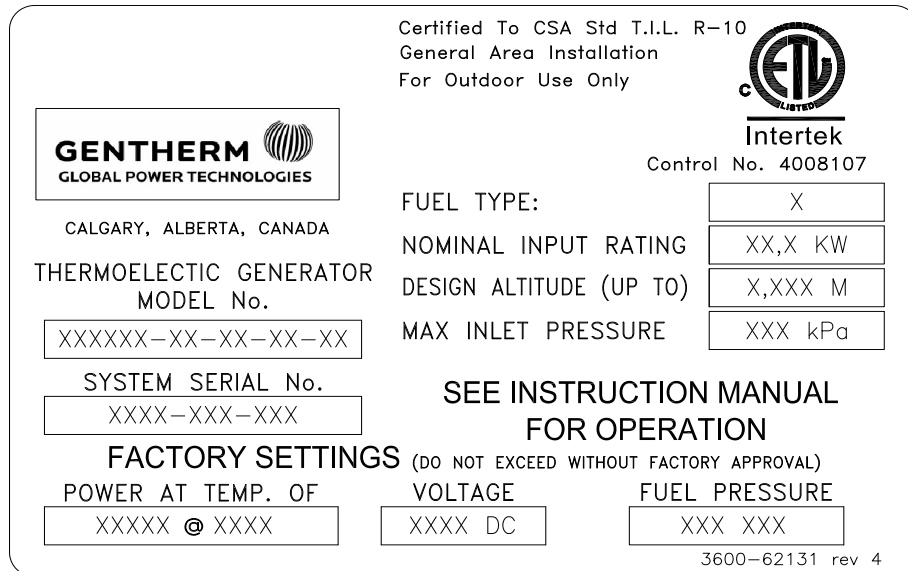 Certified To CSA Std T.I.L. R-10
General Area Installation
For Outdoor Use Only
C
ETL
LISTED
Intertek
Control No. 4008107
GENTHERM
GLOBAL POWER TECHNOLOGIES
CALGARY, ALBERTA, CANADA
THERMOELECTIC GENERATOR
MODEL No.
XXXXXX-XX-XX-XX-XX
SYSTEM SERIAL No.
XXXX-XXX-XXX
FUEL TYPE: X
NOMINAL INPUT RATING XX,X KW
DESIGN ALTITUDE (UP TO) X,XXX M
MAX INLET PRESSURE XXX kPa
SEE INSTRUCTION MANUAL
FOR OPERATION
FACTORY SETTINGS (DO NOT EXCEED WITHOUT FACTORY APPROVAL)
POWER AT TEMP. OF VOLTAGE FUEL PRESSURE
XXXXX @ XXXX XXXX DC XXX XXX
3600-62131 rev 4